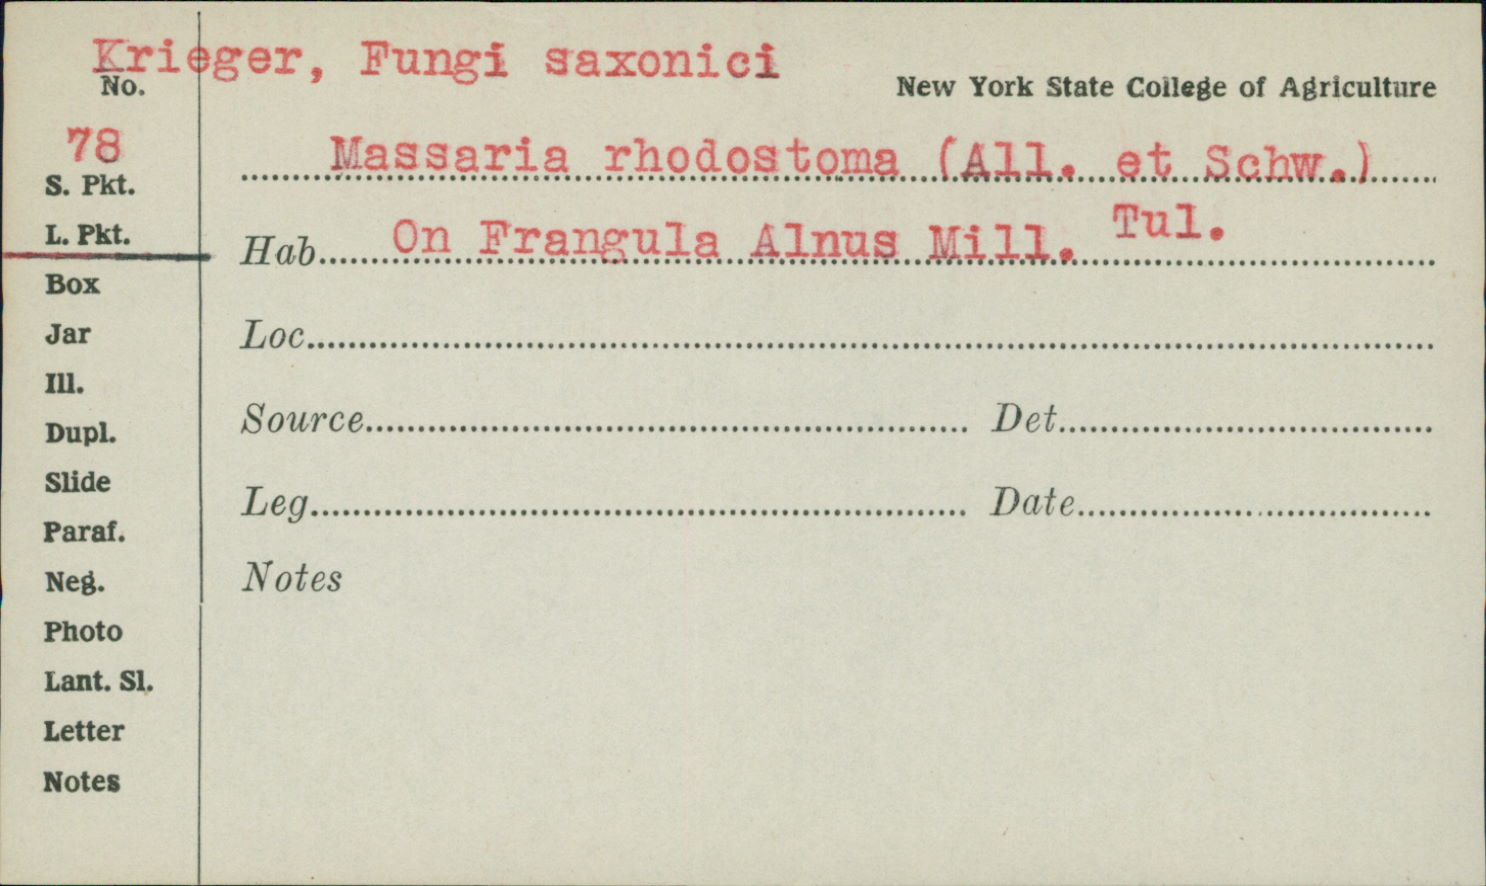 Krieger, Fungi saxonici
No.
New York State College of Agriculture
78
Massaria rhodostoma (All. et Schw.)
Tul.
S. Pkt.
L. Pkt.
Hab. On Frangula Alnus Mill.
Box
Jar
Loc.
Ill.
Dupl.
Source Det.
Slide
Leg. Date
Paraf.
Neg.
Notes
Photo
Lant. Sl.
Letter
Notes